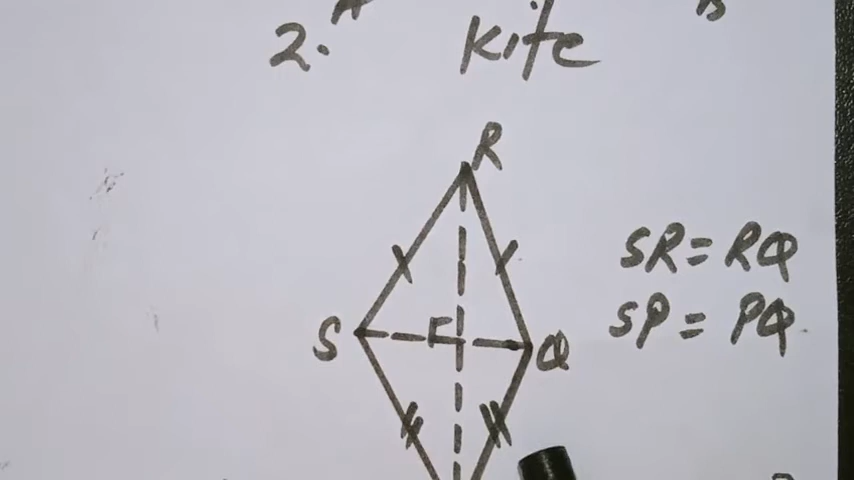 2. Kite
R
SR = RQ
SP = PQ
S
Q